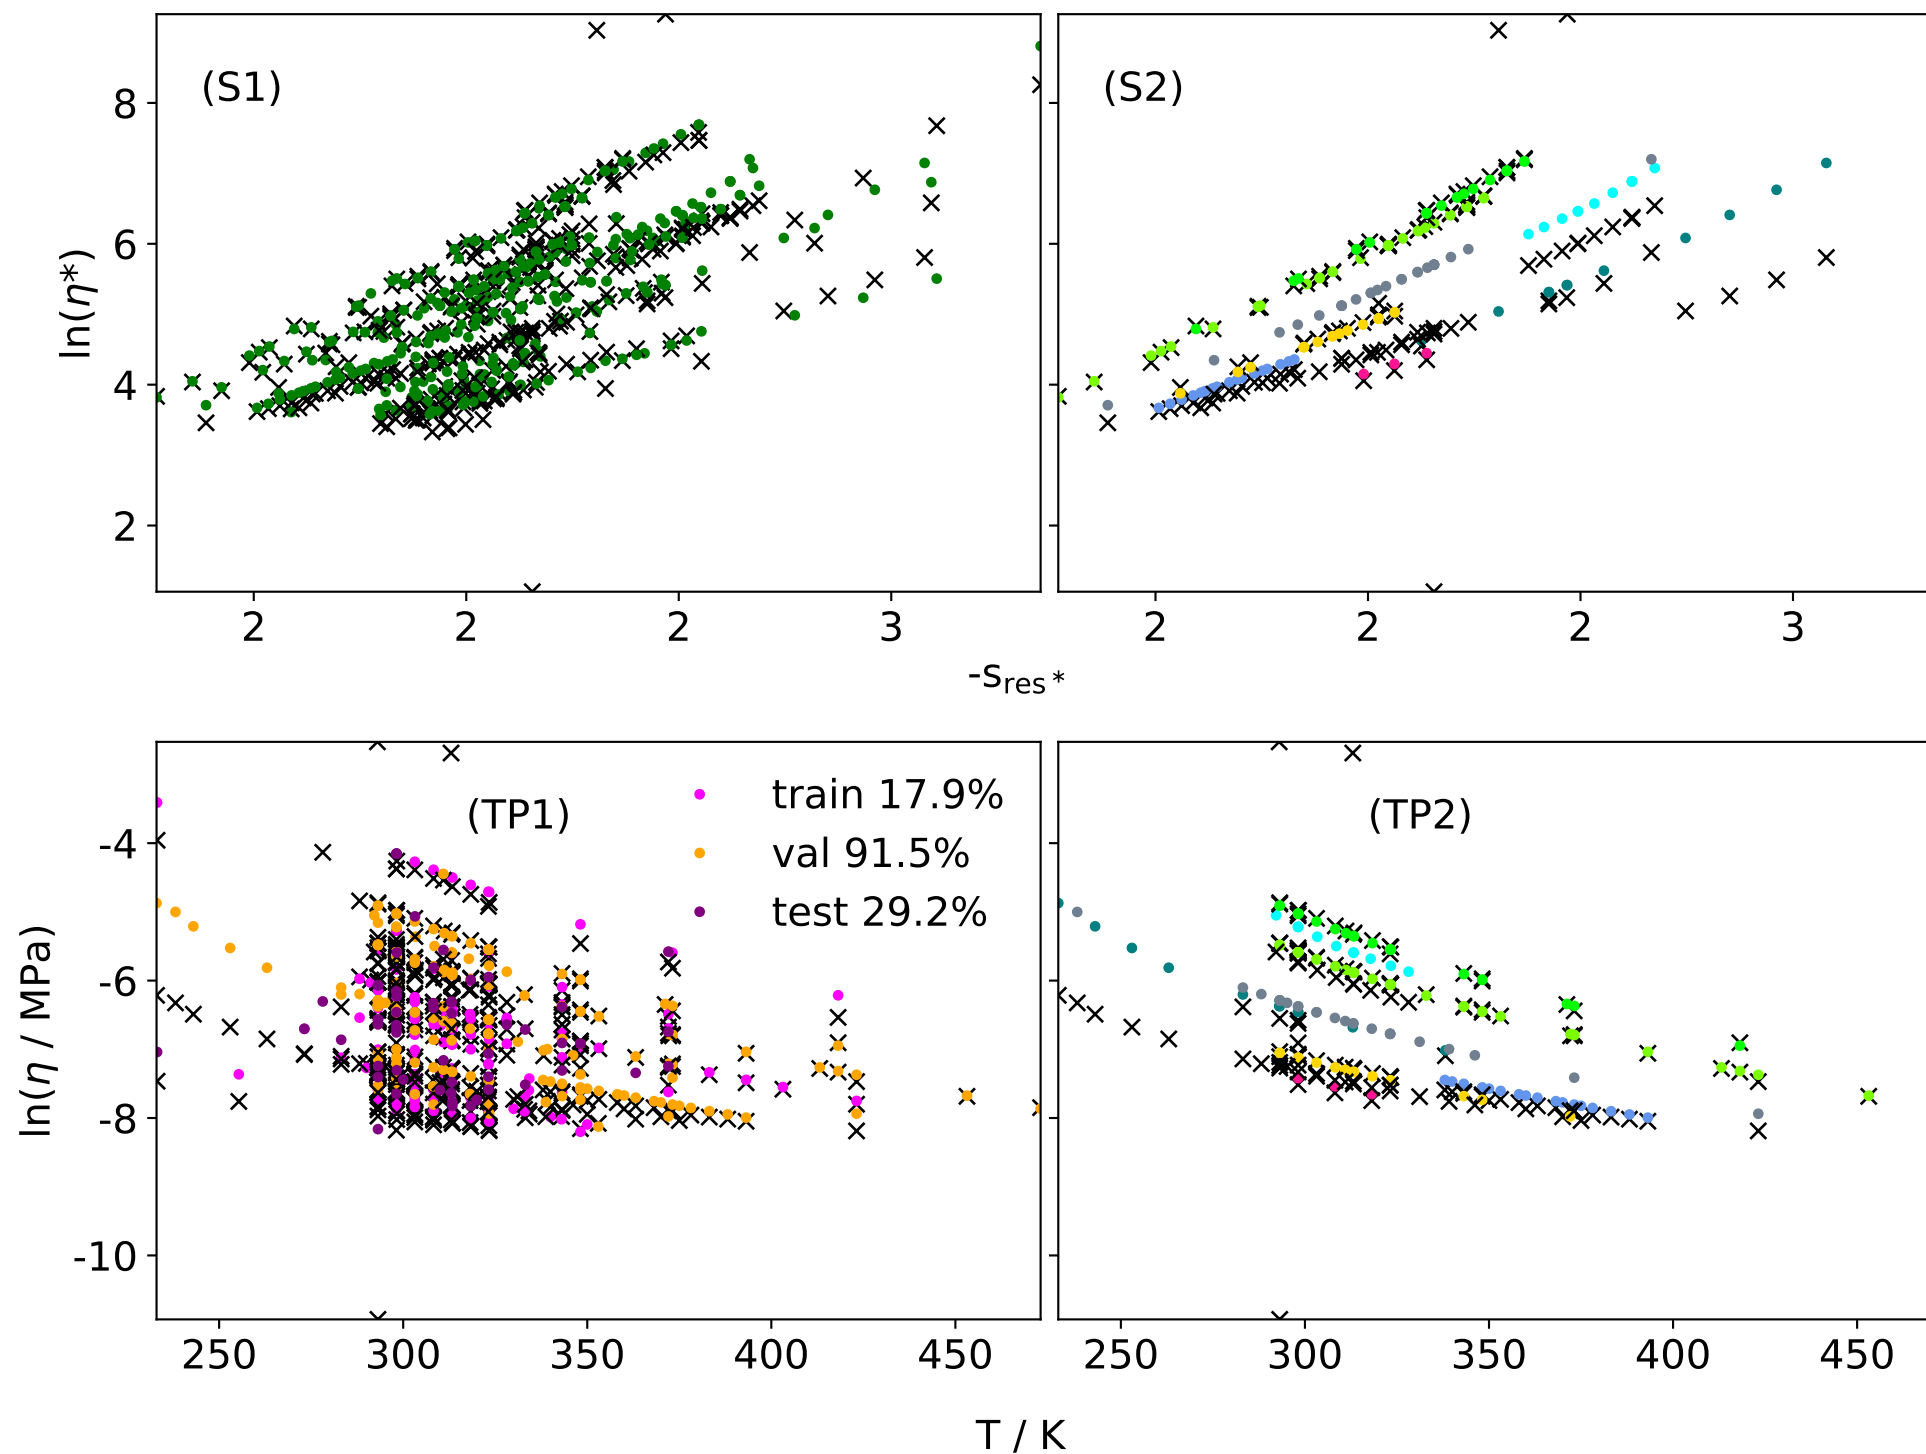 (S1)
(S2)
8
6
4
2
ln(η*)
2 2 2 3
2 2 2 3
-s_res*
(TP1)
train 17.9%
val 91.5%
test 29.2%
(TP2)
-4
-6
-8
-10
ln(η / MPa)
250 300 350 400 450
250 300 350 400 450
T / K